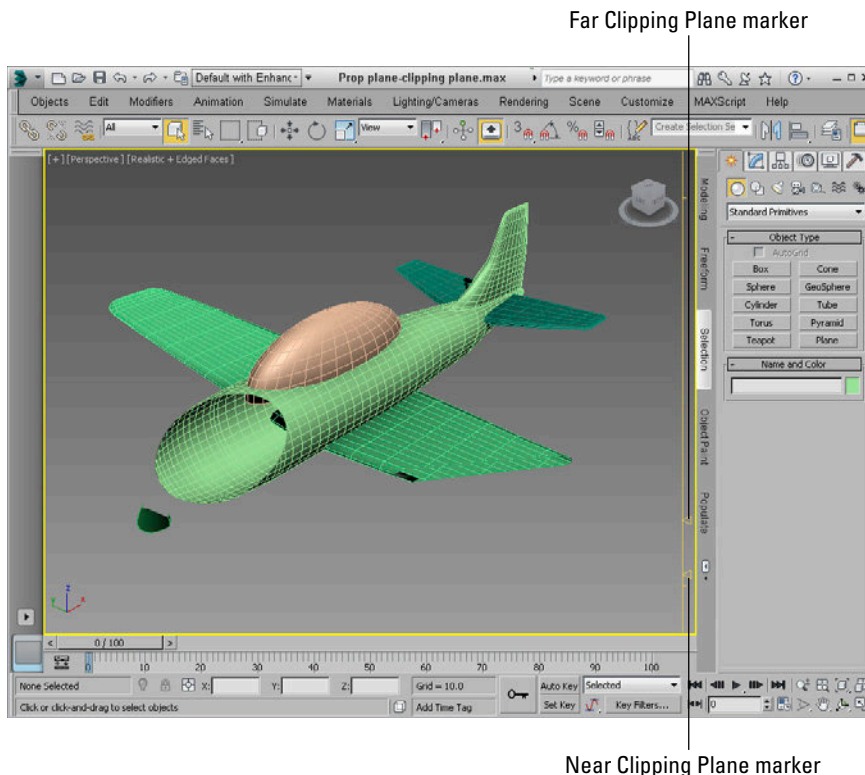 Far Clipping Plane marker
Default with Enhanc
Prop plane-clipping plane.max
Type a keyword or phrase
Objects Edit Modifiers Animation Simulate Materials Lighting/Cameras Rendering Scene Customize MAXScript Help
All
View
3
Create Selection Se
[+][Perspective][Realistic + Edged Faces]
Modeling
Freeform
Selection
Object Paint
Populate
Standard Primitives
- Object Type
AutoGrid
Box Cone
Sphere GeoSphere
Cylinder Tube
Torus Pyramid
Teapot Plane
- Name and Color
z
y x
< 0 / 100 >
0 10 20 30 40 50 60 70 80 90 100
None Selected X: Y: Z: Grid = 10.0 Auto Key Selected
Click or click-and-drag to select objects Add Time Tag Set Key Key Filters... 0
Near Clipping Plane marker